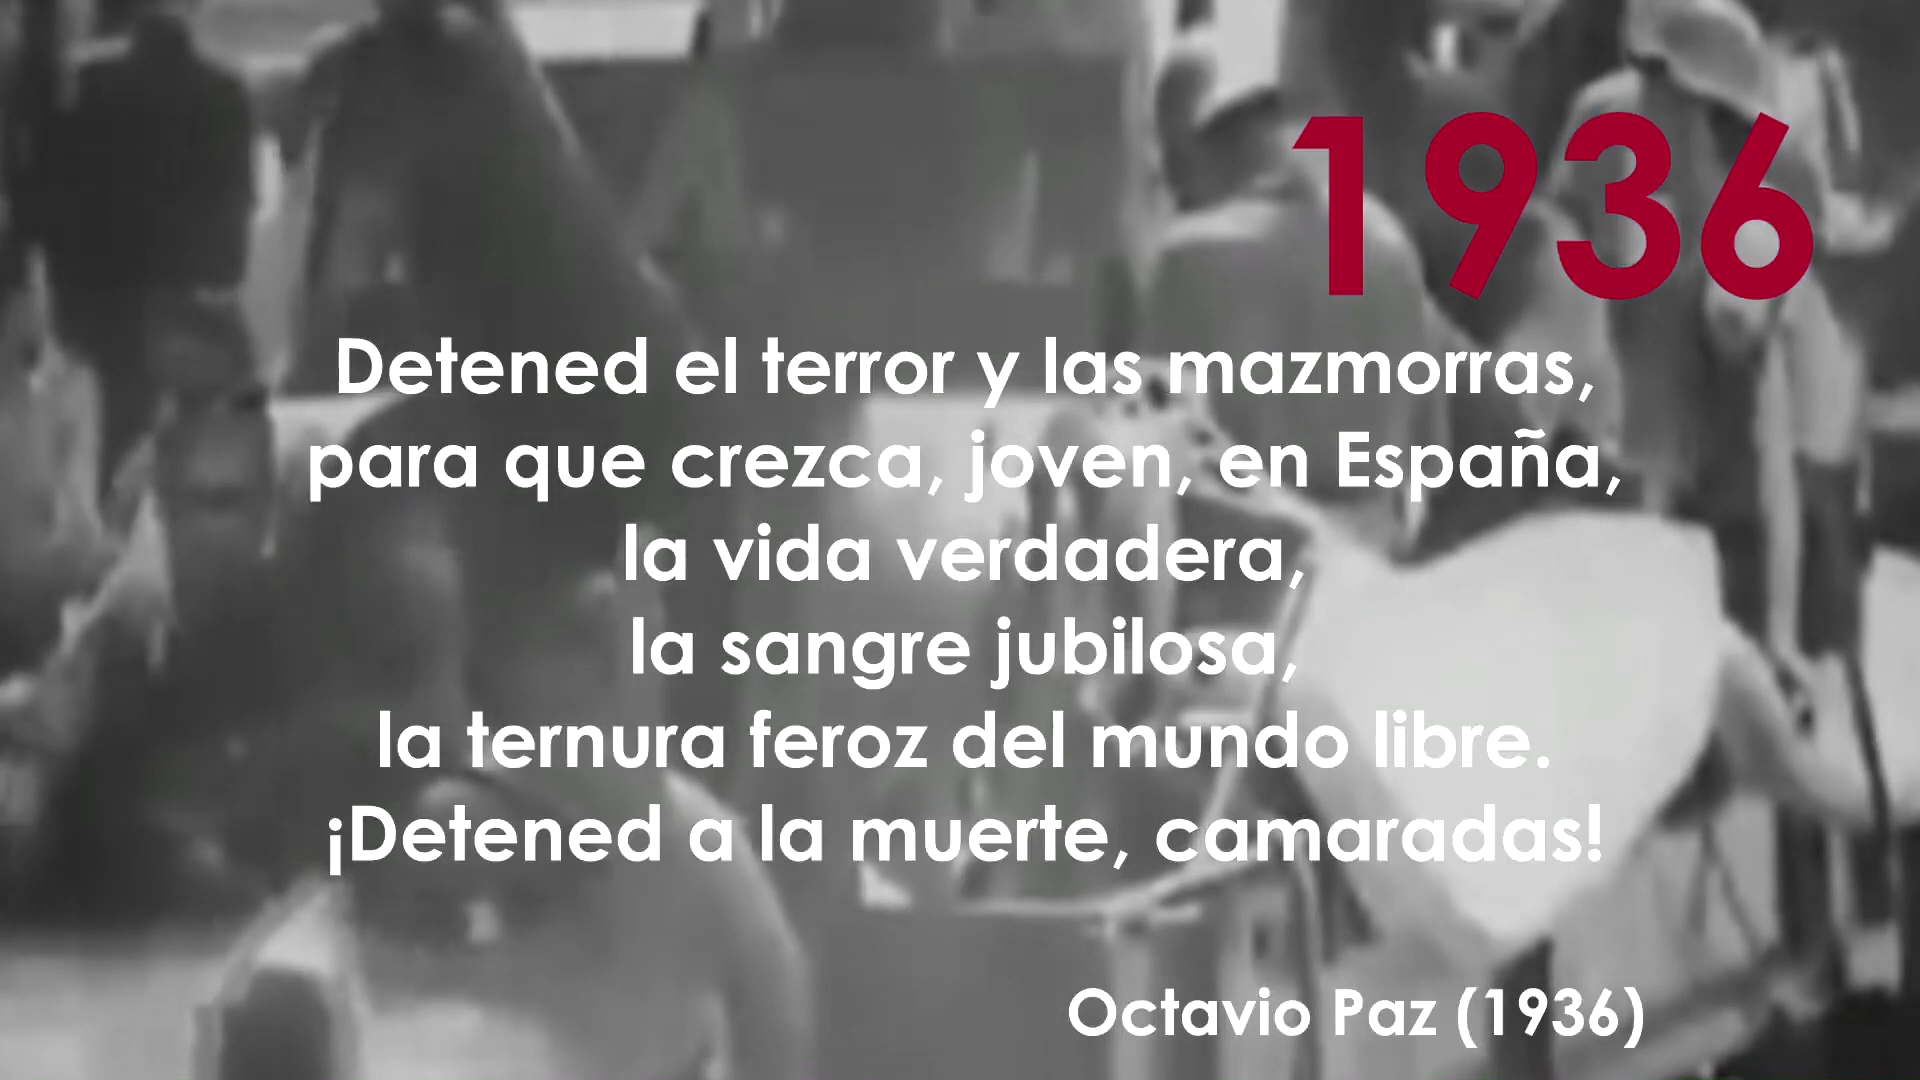 1936
Detened el terror y las mazmorras,
para que crezca, joven, en España,
la vida verdadera,
la sangre jubilosa,
la ternura feroz del mundo libre.
¡Detened a la muerte, camaradas!
Octavio Paz (1936)